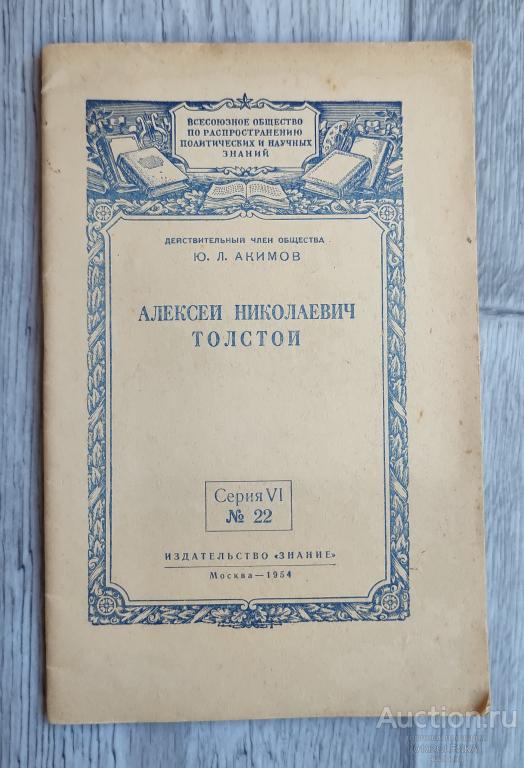 ВСЕСОЮЗНОЕ ОБЩЕСТВО
ПО РАСПРОСТРАНЕНИЮ
ПОЛИТИЧЕСКИХ И НАУЧНЫХ
ЗНАНИЙ
ДЕЙСТВИТЕЛЬНЫЙ ЧЛЕН ОБЩЕСТВА
Ю. Л. АКИМОВ
АЛЕКСЕЙ НИКОЛАЕВИЧ
ТОЛСТОЙ
Серия VI
№ 22
ИЗДАТЕЛЬСТВО «ЗНАНИЕ»
Москва—1954
Auction.ru